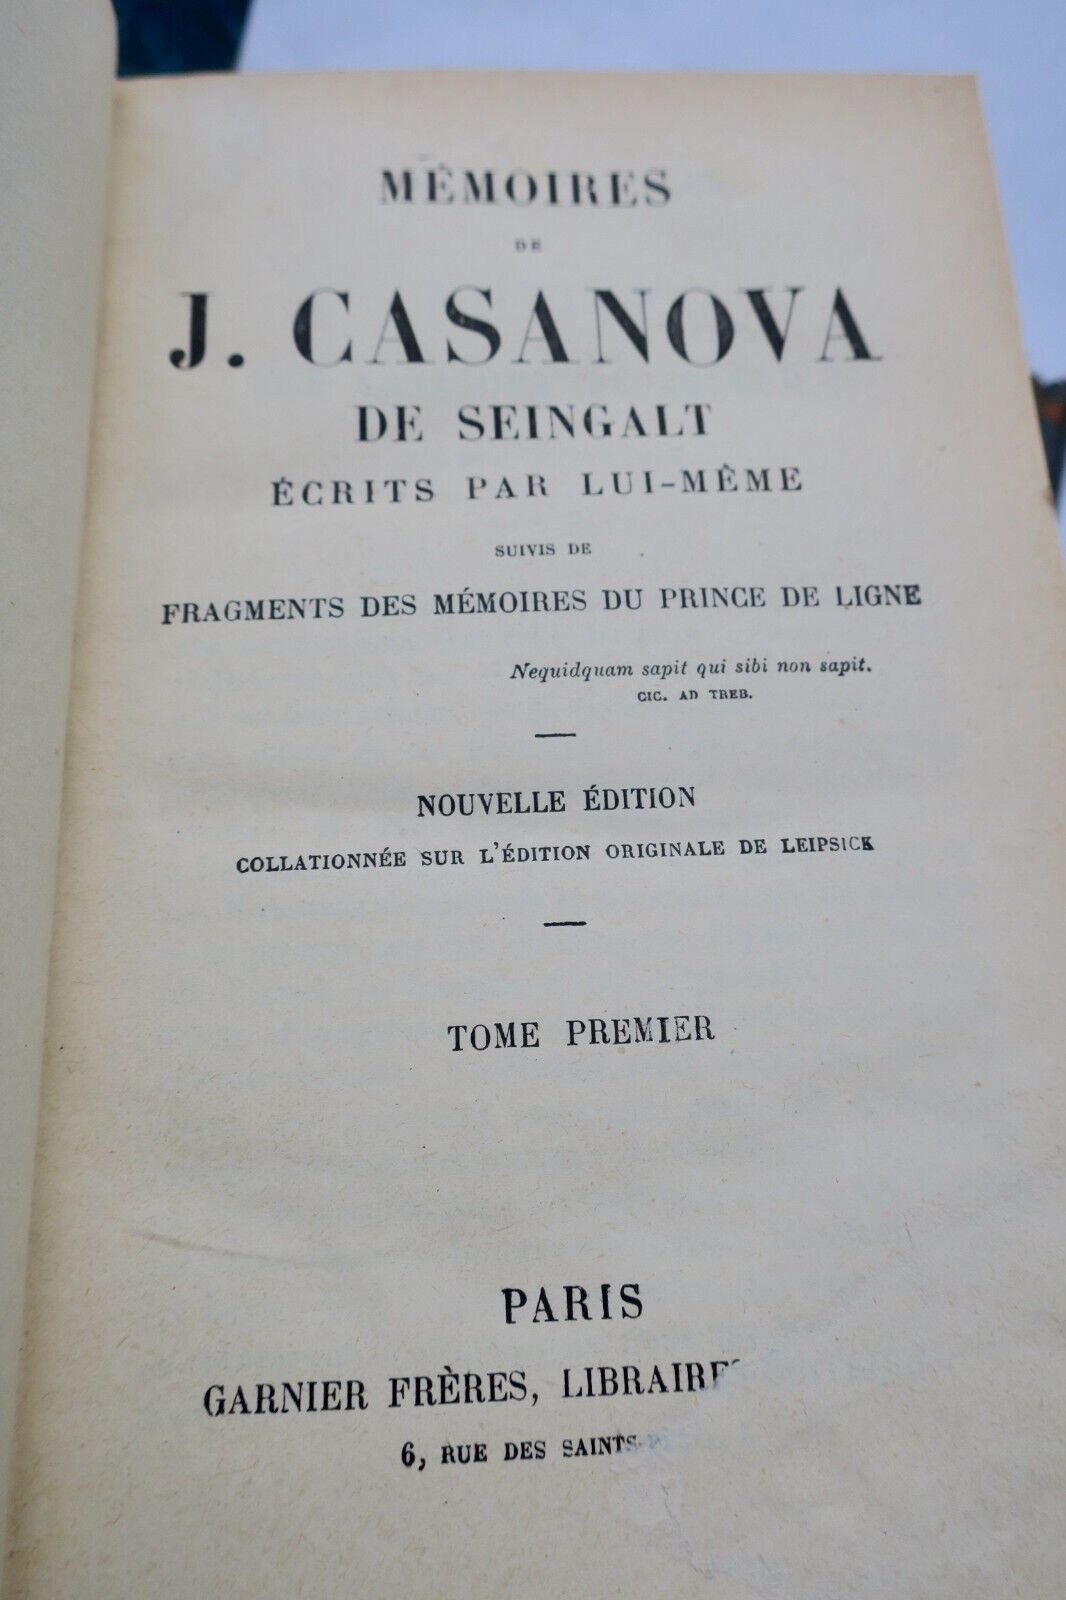 MÉMOIRES
DE
J. CASANOVA
DE SEINGALT
ÉCRITS PAR LUI-MÊME
SUIVIS DE
FRAGMENTS DES MÉMOIRES DU PRINCE DE LIGNE
Nequidquam sapit qui sibi non sapit.
CIC. AD TREB.
NOUVELLE ÉDITION
COLLATIONNÉE SUR L'ÉDITION ORIGINALE DE LEIPSICK
TOME PREMIER
PARIS
GARNIER FRÈRES,
6, RUE DES SAINTS